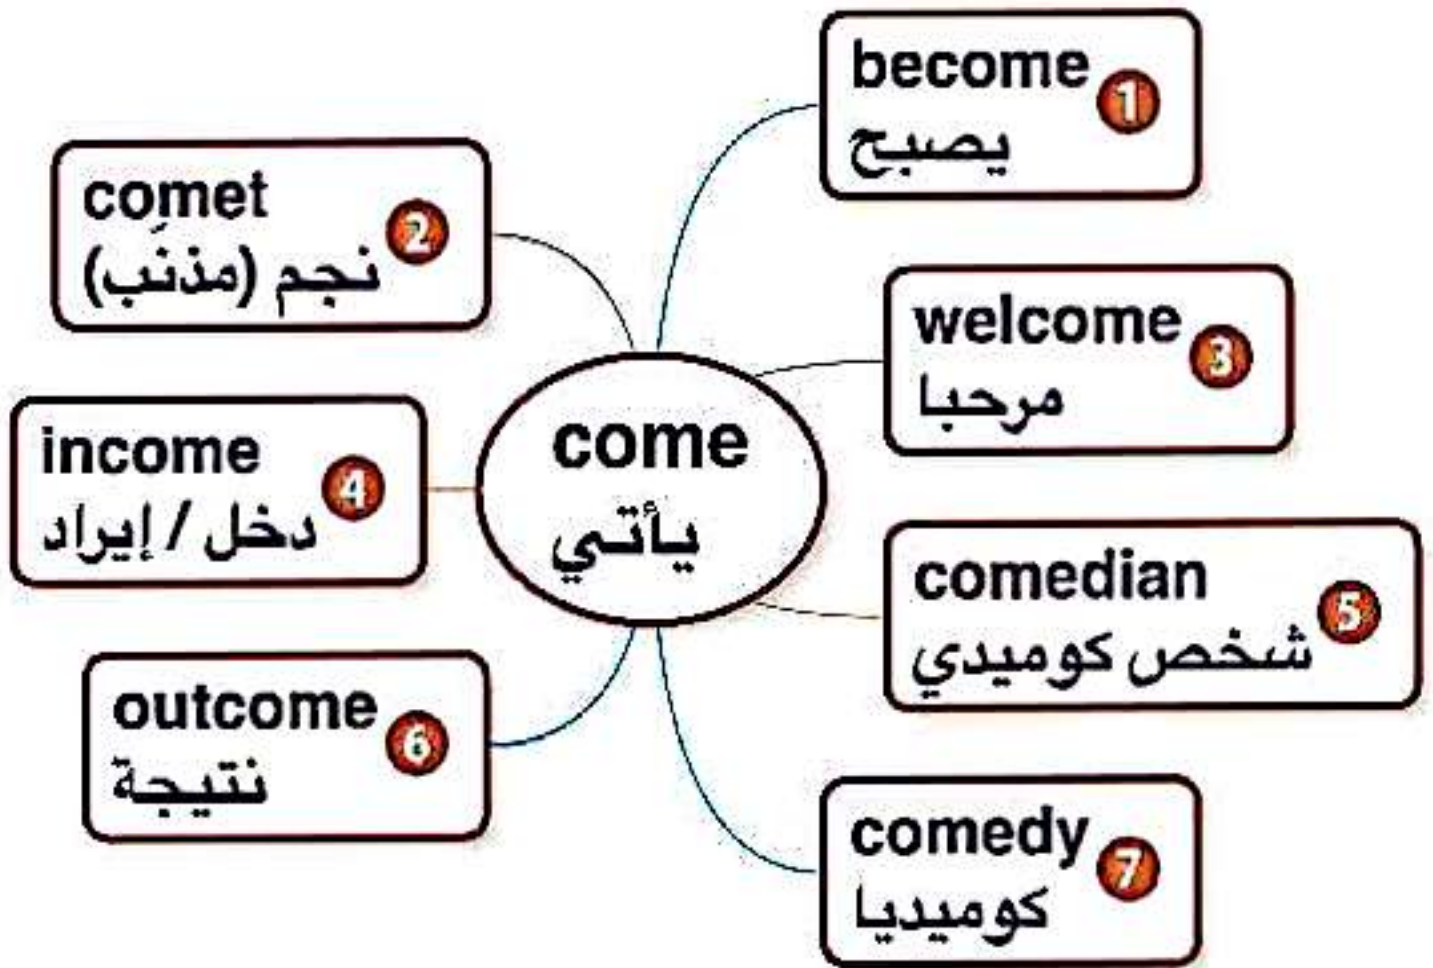 come
يأتي
become 1
يصبح
comet 2
نجم (مذنب)
welcome 3
مرحبا
income 4
دخل / إيراد
comedian 5
شخص كوميدي
outcome 6
نتيجة
comedy 7
كوميديا